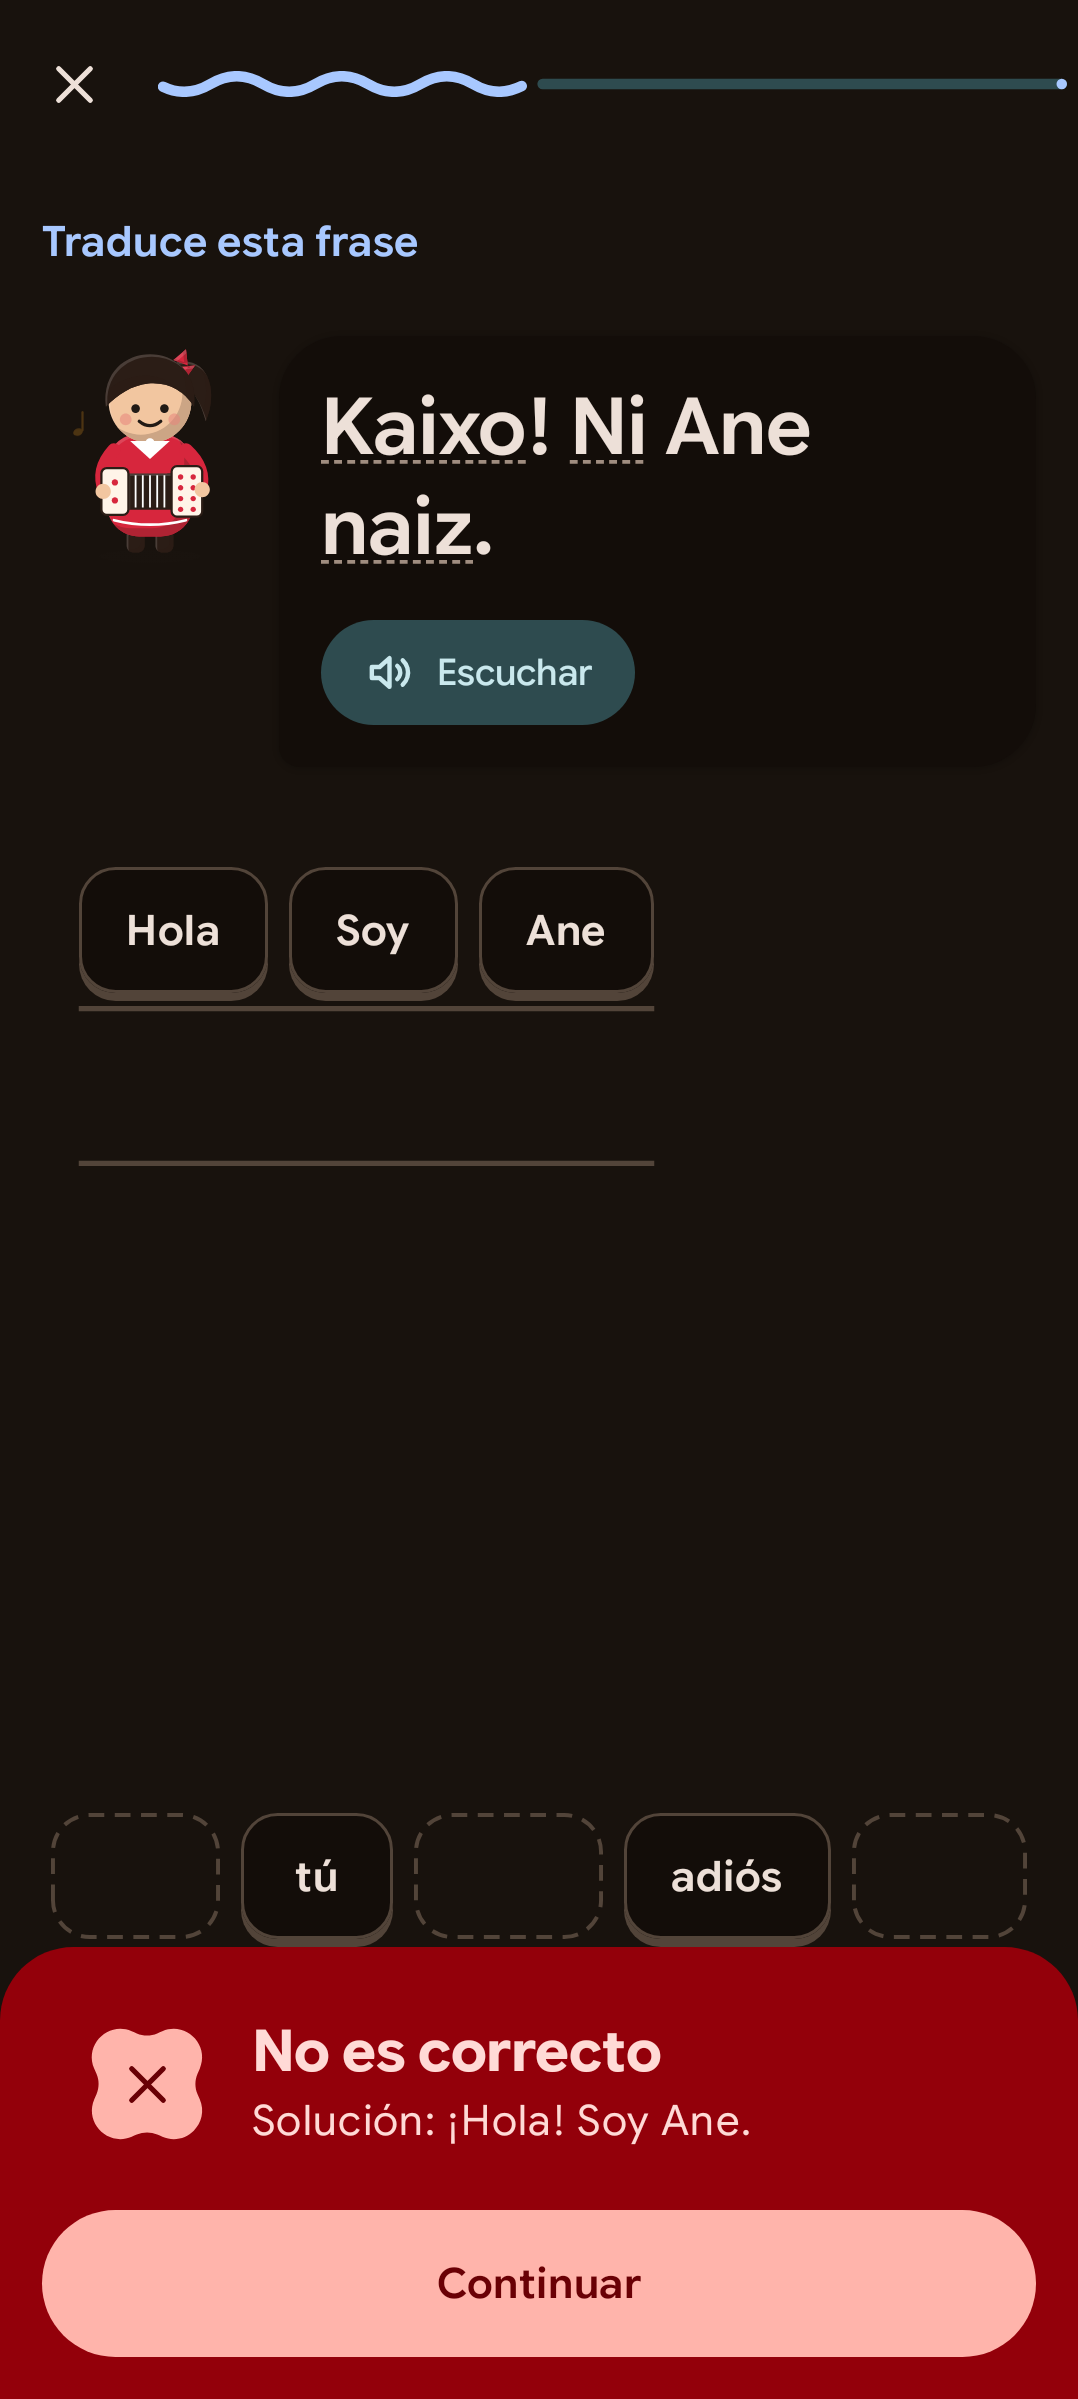 Traduce esta frase
Kaixo! Ni Ane
naiz.
Escuchar
Hola Soy Ane
tú adiós
No es correcto
Solución: ¡Hola! Soy Ane.
Continuar